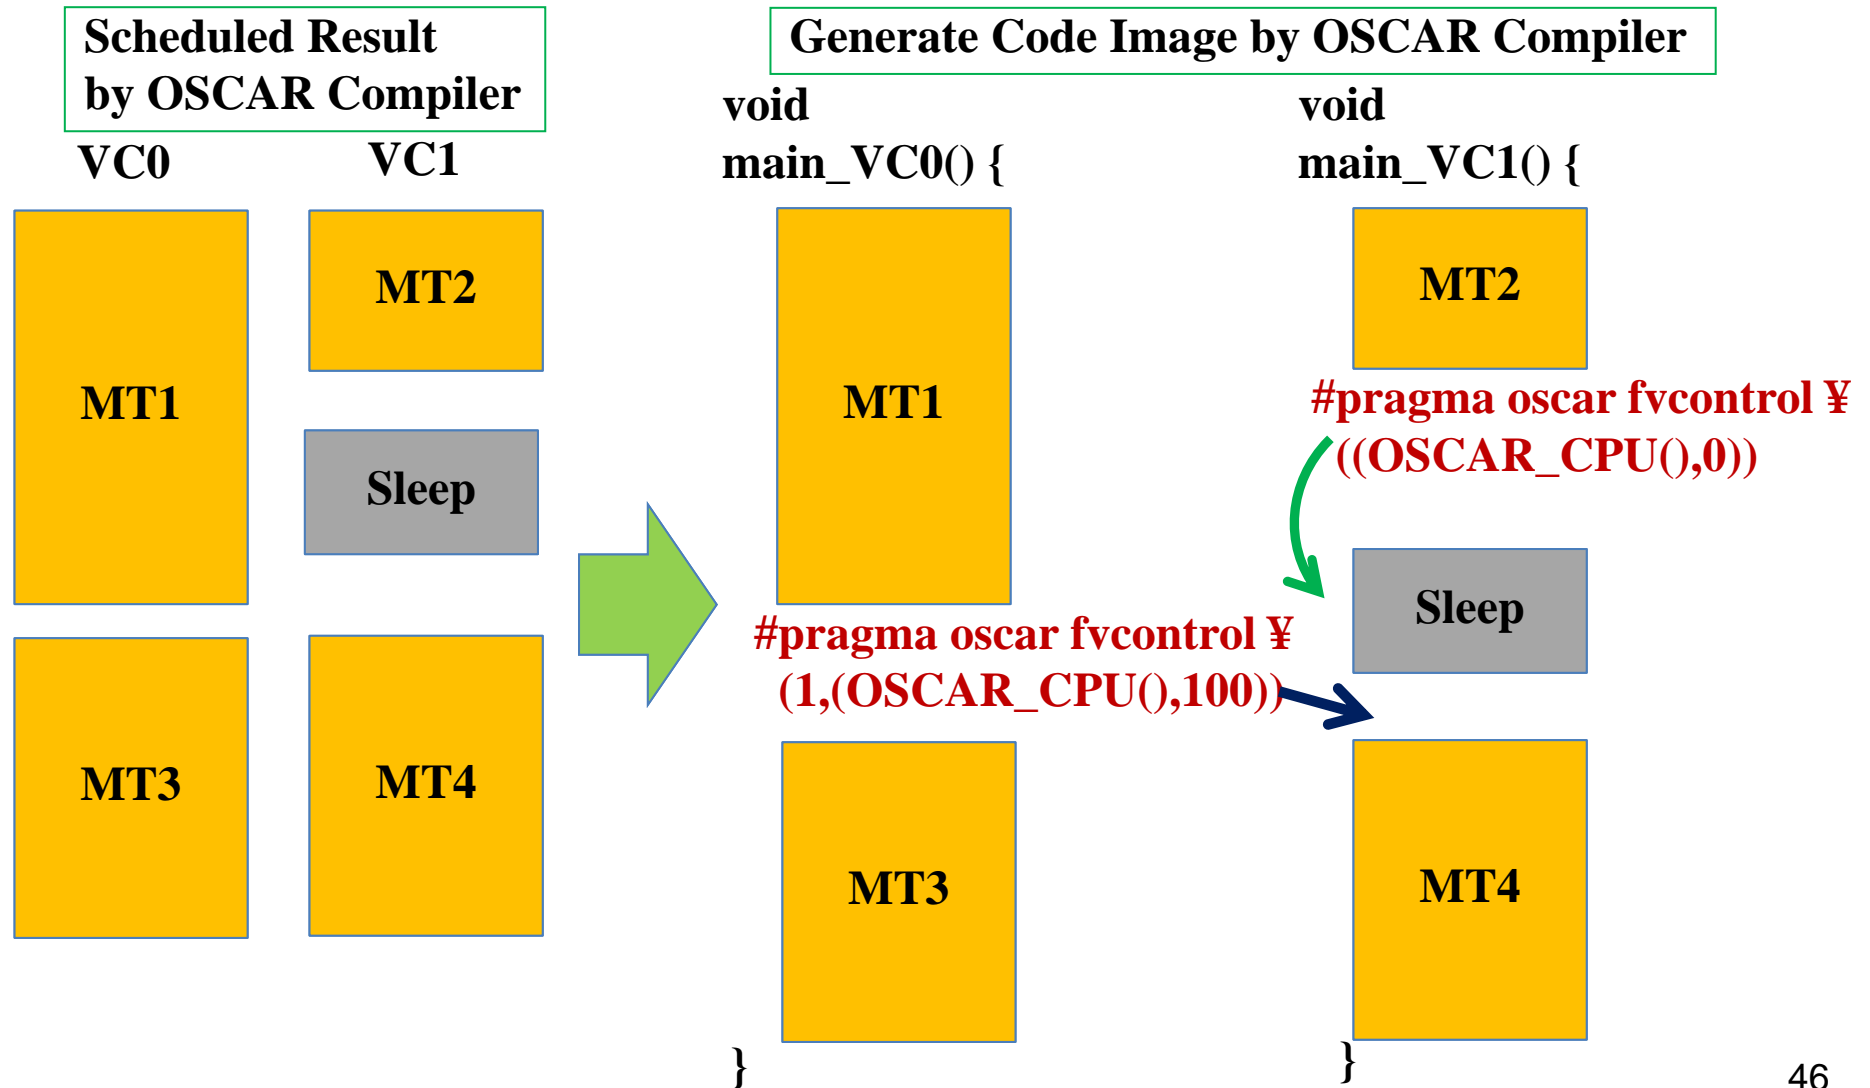 Scheduled Result
by OSCAR Compiler
VC0
VC1
MT1
MT2
Sleep
MT3
MT4
Generate Code Image by OSCAR Compiler
void
main_VC0() {
MT1
#pragma oscar fvcontrol ¥
(1,(OSCAR_CPU(),100))
MT3
}
void
main_VC1() {
MT2
#pragma oscar fvcontrol ¥
((OSCAR_CPU(),0))
Sleep
MT4
}
46